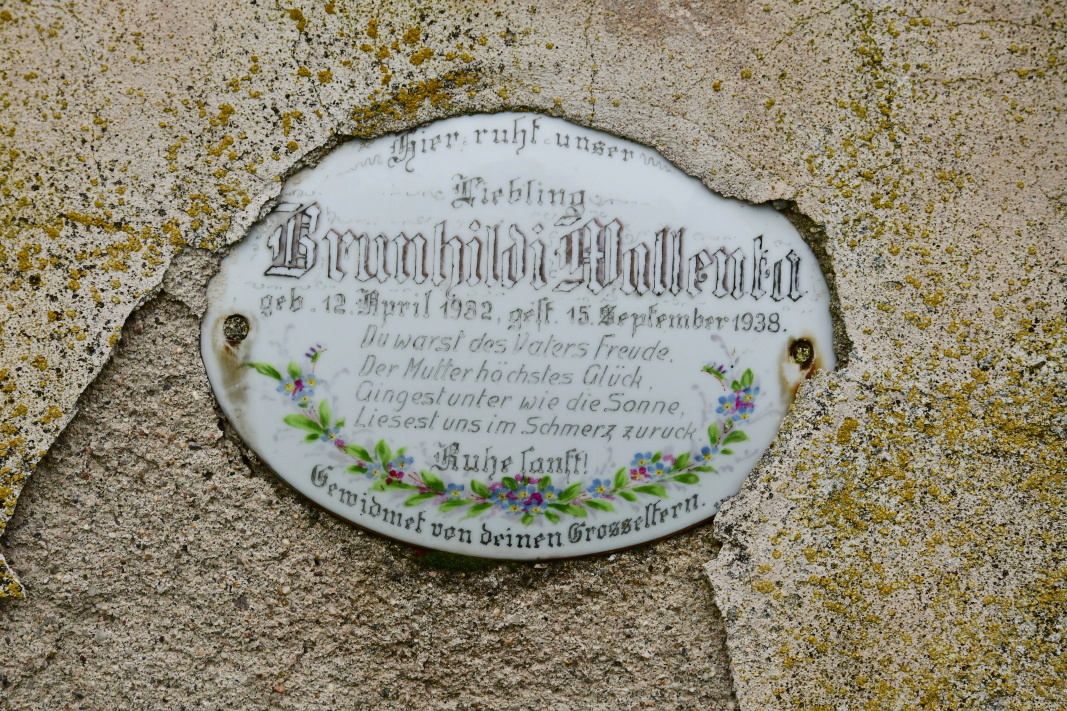 Hier ruht unser
Liebling
Brunhildi Wallenta
geb. 12. April 1932, gest. 15. September 1938.
Du warst des Vaters Freude.
Der Mutter höchstes Glück,
Gingest unter wie die Sonne,
Liesest uns im Schmerz zurück
Ruhe sanft!
Gewidmet von deinen Grosseltern.